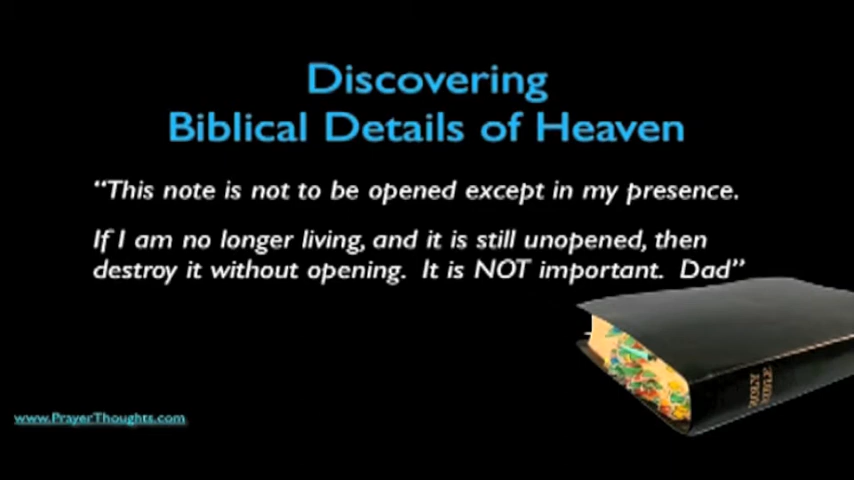 Discovering
Biblical Details of Heaven
“This note is not to be opened except in my presence.
If I am no longer living, and it is still unopened, then
destroy it without opening.  It is NOT important.  Dad”
www.PrayerThoughts.com